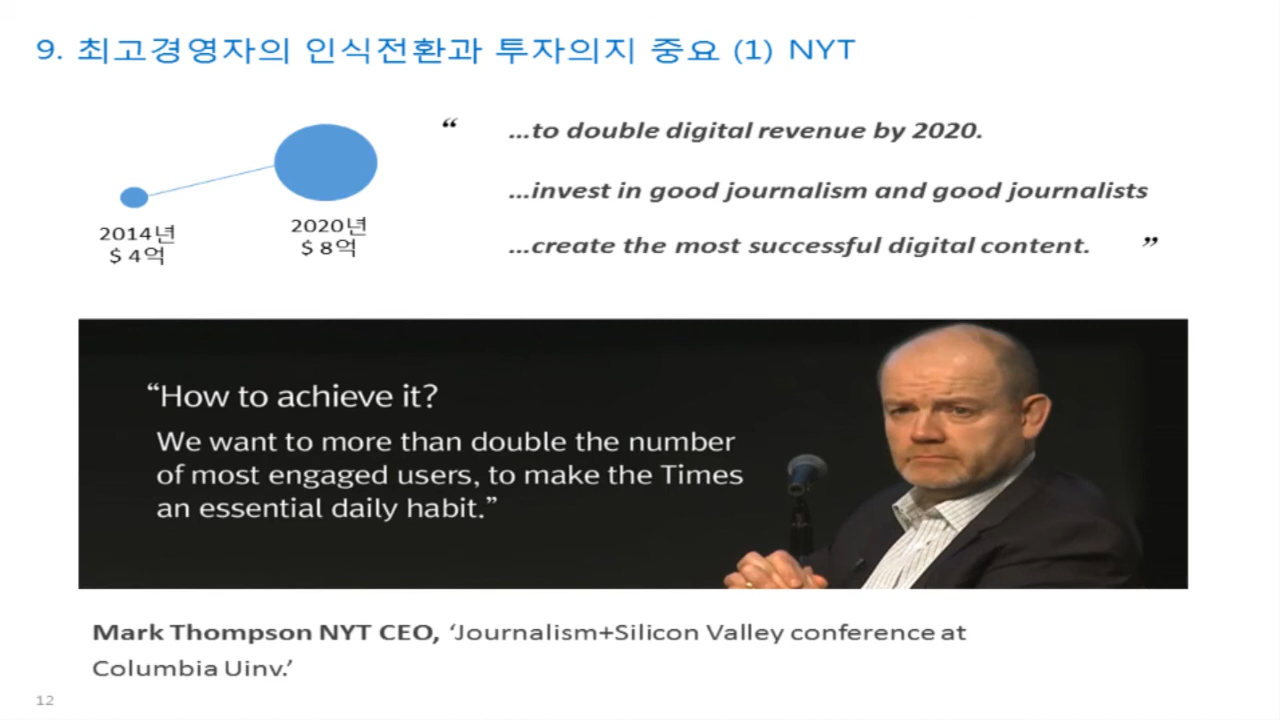 9. 최고경영자의 인식전환과 투자의지 중요 (1) NYT
“ ...to double digital revenue by 2020.
...invest in good journalism and good journalists
...create the most successful digital content. ”
2014년
$ 4억
2020년
$ 8억
“How to achieve it?
We want to more than double the number
of most engaged users, to make the Times
an essential daily habit.”
Mark Thompson NYT CEO, ‘Journalism+Silicon Valley conference at
Columbia Uinv.’
12